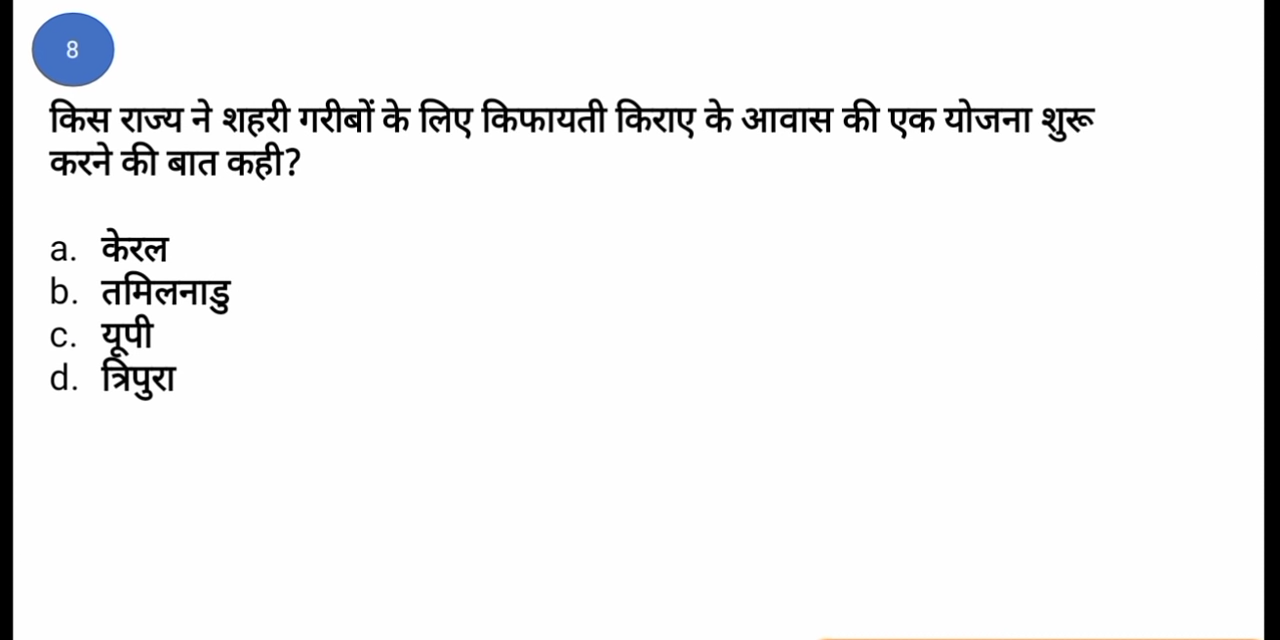 8
किस राज्य ने शहरी गरीबों के लिए किफायती किराए के आवास की एक योजना शुरू
करने की बात कही?
a. केरल
b. तमिलनाडु
c. यूपी
d. त्रिपुरा